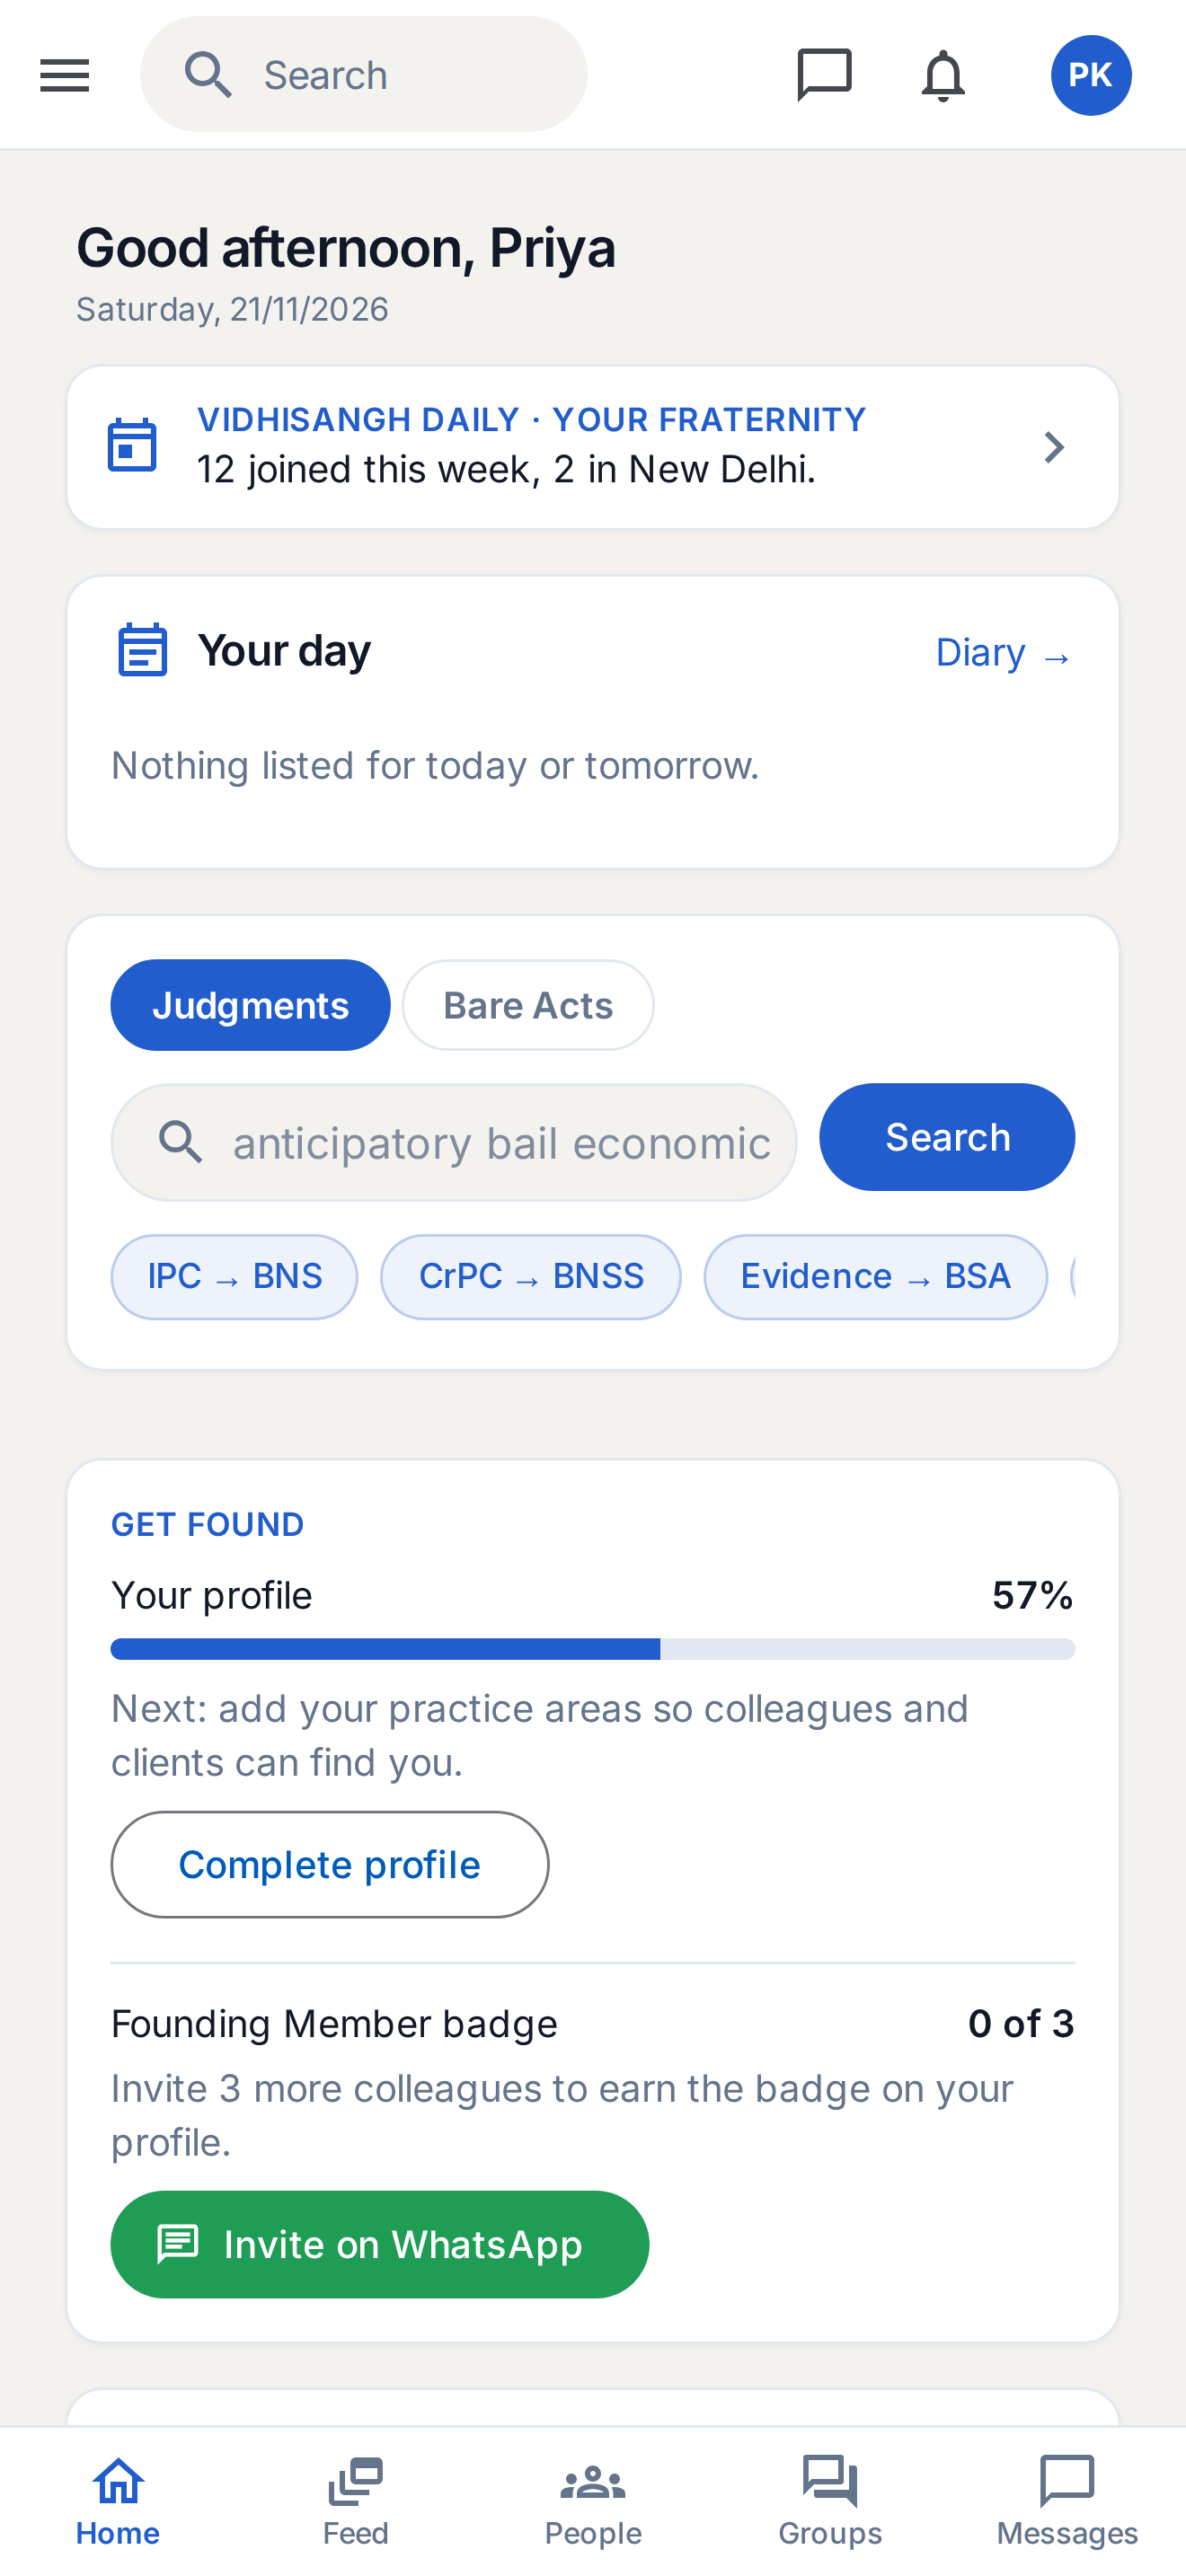 Search
PK
Good afternoon, Priya
Saturday, 21/11/2026
VIDHISANGH DAILY · YOUR FRATERNITY
12 joined this week, 2 in New Delhi.
Your day
Diary →
Nothing listed for today or tomorrow.
Judgments
Bare Acts
anticipatory bail economic
Search
IPC → BNS
CrPC → BNSS
Evidence → BSA
GET FOUND
Your profile
57%
Next: add your practice areas so colleagues and
clients can find you.
Complete profile
Founding Member badge
0 of 3
Invite 3 more colleagues to earn the badge on your
profile.
Invite on WhatsApp
Home
Feed
People
Groups
Messages